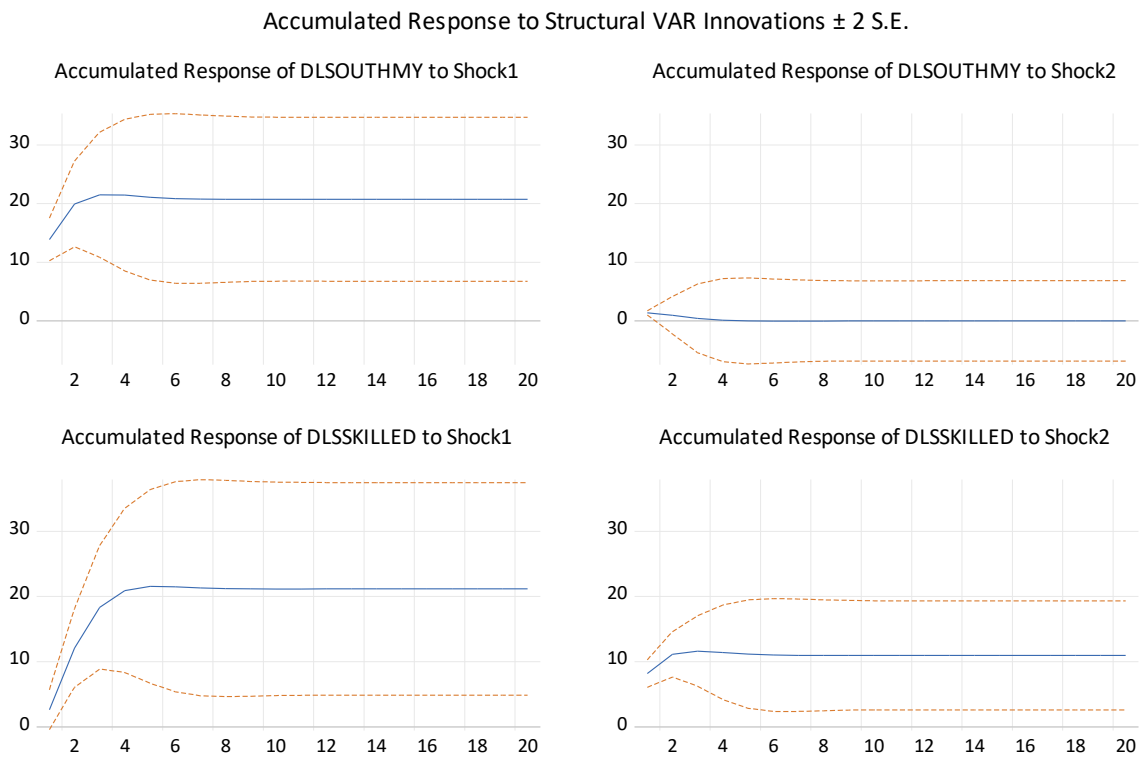 Accumulated Response to Structural VAR Innovations ± 2 S.E.
Accumulated Response of DLSOUTHMY to Shock1
30
20
10
0
2 4 6 8 10 12 14 16 18 20
Accumulated Response of DLSOUTHMY to Shock2
30
20
10
0
2 4 6 8 10 12 14 16 18 20
Accumulated Response of DLSSKILLED to Shock1
30
20
10
0
2 4 6 8 10 12 14 16 18 20
Accumulated Response of DLSSKILLED to Shock2
30
20
10
0
2 4 6 8 10 12 14 16 18 20